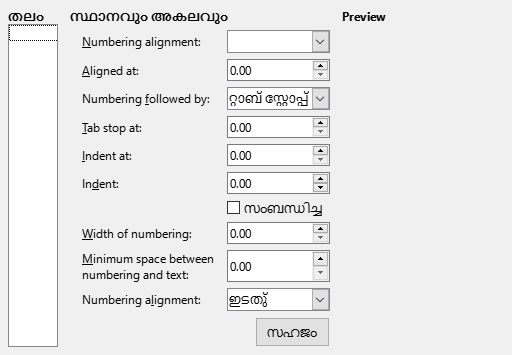 തലം
സ്ഥാനവും അകലവും
Preview
Numbering alignment:
Aligned at:
0.00
Numbering followed by:
റ്റാബ് സ്റ്റോപ്പ്
Tab stop at:
0.00
Indent at:
0.00
Indent:
0.00
സംബന്ധിച്ച
Width of numbering:
0.00
Minimum space between
numbering and text:
0.00
Numbering alignment:
ഇടതു്
സഹജം